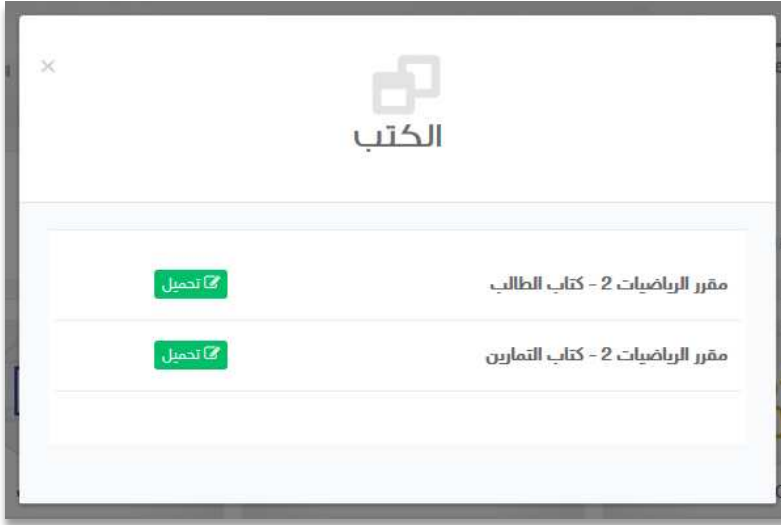 ×
الكتب
مقرر الرياضيات 2 - كتاب الطالب
تحميل
مقرر الرياضيات 2 - كتاب التمارين
تحميل